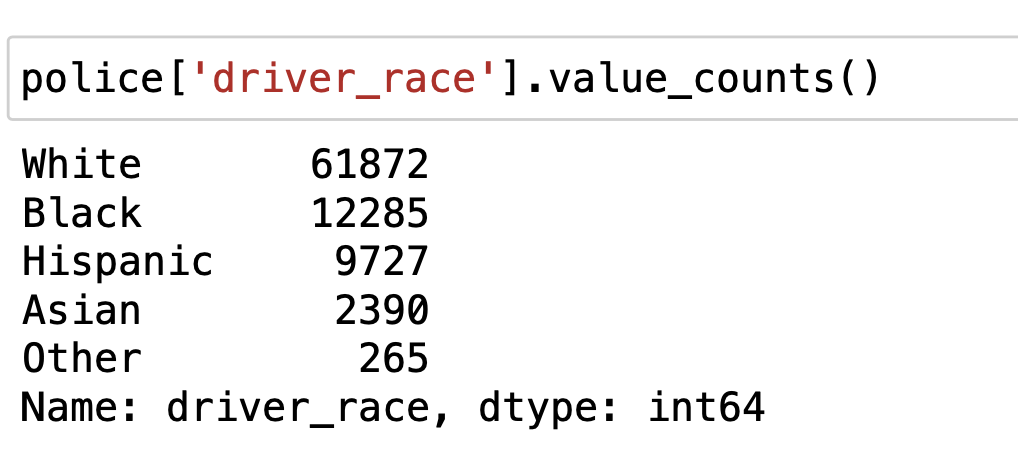 police['driver_race'].value_counts()
White       61872
Black       12285
Hispanic     9727
Asian        2390
Other         265
Name: driver_race, dtype: int64